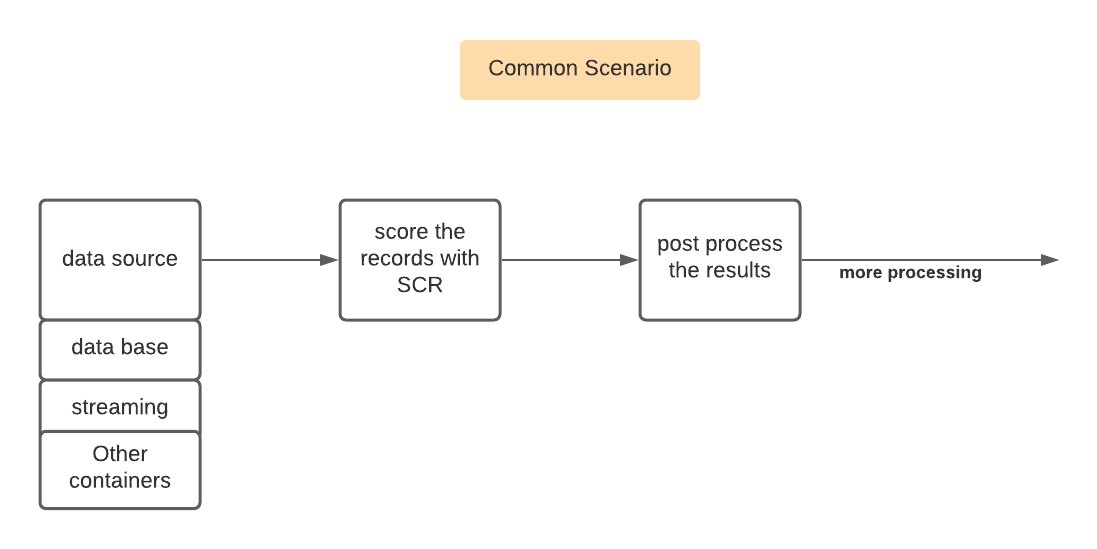 Common Scenario
data source
score the
records with
SCR
post process
the results
more processing
data base
streaming
Other
containers